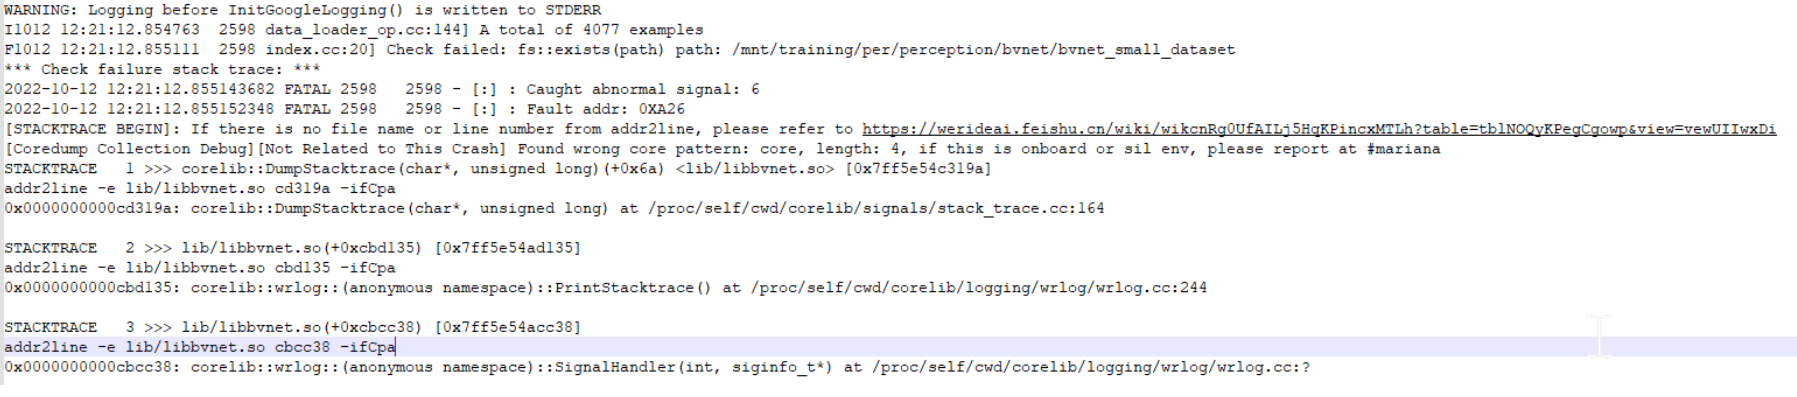 WARNING: Logging before InitGoogleLogging() is written to STDERR
I1012 12:21:12.854763  2598 data_loader_op.cc:144] A total of 4077 examples
F1012 12:21:12.855111  2598 index.cc:20] Check failed: fs::exists(path) path: /mnt/training/per/perception/bvnet/bvnet_small_dataset
*** Check failure stack trace: ***
2022-10-12 12:21:12.855143682 FATAL 2598   2598 - [:] : Caught abnormal signal: 6
2022-10-12 12:21:12.855152348 FATAL 2598   2598 - [:] : Fault addr: 0XA26
[STACKTRACE BEGIN]: If there is no file name or line number from addr2line, please refer to https://werideai.feishu.cn/wiki/wikcnRg0UfAILj5HqKPincxMTLh?table=tblNOQyKPegCgowp&view=vewUIIwxDi
[Coredump Collection Debug][Not Related to This Crash] Found wrong core pattern: core, length: 4, if this is onboard or sil env, please report at #mariana
STACKTRACE   1 >>> corelib::DumpStacktrace(char*, unsigned long)(+0x6a) <lib/libbvnet.so> [0x7ff5e54c319a]
addr2line -e lib/libbvnet.so cd319a -ifCpa
0x0000000000cd319a: corelib::DumpStacktrace(char*, unsigned long) at /proc/self/cwd/corelib/signals/stack_trace.cc:164
STACKTRACE   2 >>> lib/libbvnet.so(+0xcbd135) [0x7ff5e54ad135]
addr2line -e lib/libbvnet.so cbd135 -ifCpa
0x0000000000cbd135: corelib::wrlog::(anonymous namespace)::PrintStacktrace() at /proc/self/cwd/corelib/logging/wrlog/wrlog.cc:244
STACKTRACE   3 >>> lib/libbvnet.so(+0xcbcc38) [0x7ff5e54acc38]
addr2line -e lib/libbvnet.so cbcc38 -ifCpa
0x0000000000cbcc38: corelib::wrlog::(anonymous namespace)::SignalHandler(int, siginfo_t*) at /proc/self/cwd/corelib/logging/wrlog/wrlog.cc:?